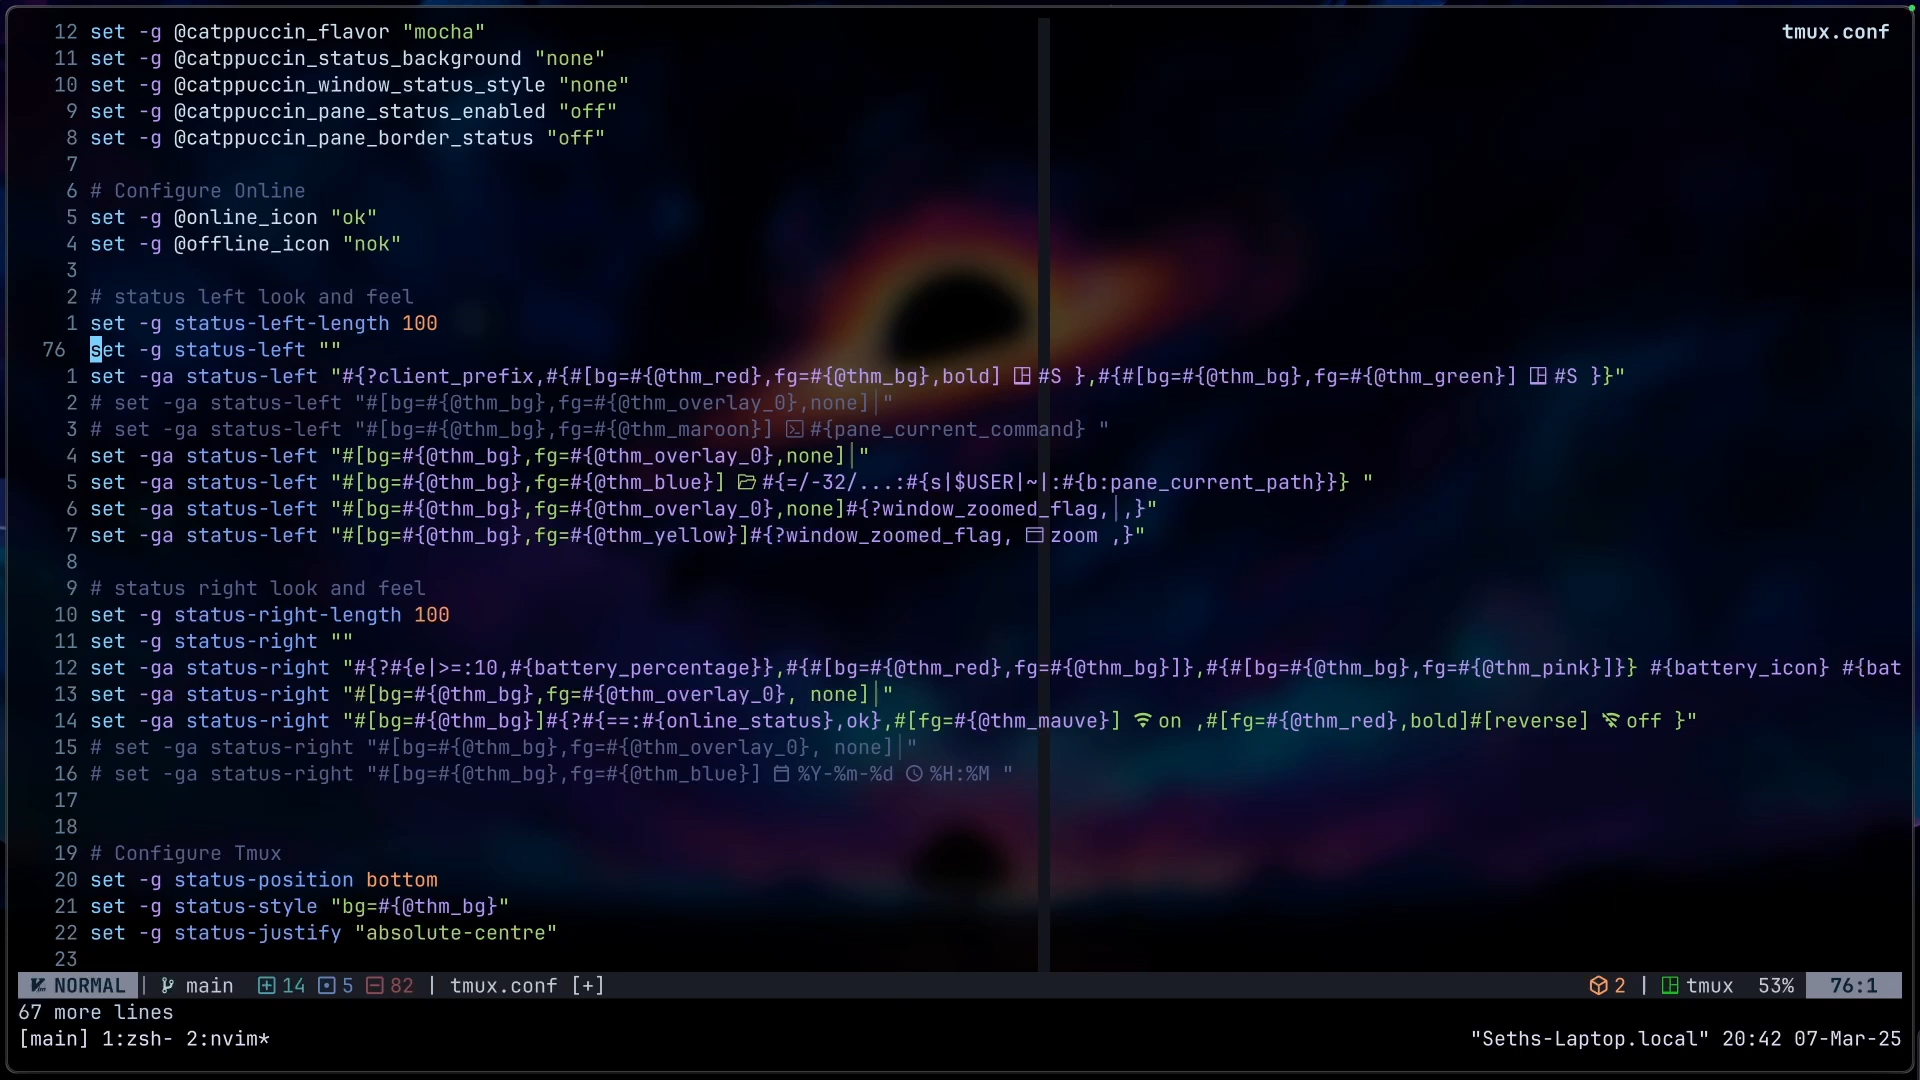 tmux.conf
12 set -g @catppuccin_flavor "mocha"
11 set -g @catppuccin_status_background "none"
10 set -g @catppuccin_window_status_style "none"
9 set -g @catppuccin_pane_status_enabled "off"
8 set -g @catppuccin_pane_border_status "off"
7
6 # Configure Online
5 set -g @online_icon "ok"
4 set -g @offline_icon "nok"
3
2 # status left look and feel
1 set -g status-left-length 100
76 set -g status-left ""
1 set -ga status-left "#{?client_prefix,#{#[bg=#{@thm_red},fg=#{@thm_bg},bold]  #S },#{#[bg=#{@thm_bg},fg=#{@thm_green}]  #S }}"
2 # set -ga status-left "#[bg=#{@thm_bg},fg=#{@thm_overlay_0},none]│"
3 # set -ga status-left "#[bg=#{@thm_bg},fg=#{@thm_maroon}]  #{pane_current_command} "
4 set -ga status-left "#[bg=#{@thm_bg},fg=#{@thm_overlay_0},none]│"
5 set -ga status-left "#[bg=#{@thm_bg},fg=#{@thm_blue}]  #{=/-32/...:#{s|$USER|~|:#{b:pane_current_path}}} "
6 set -ga status-left "#[bg=#{@thm_bg},fg=#{@thm_overlay_0},none]#{?window_zoomed_flag,│,}"
7 set -ga status-left "#[bg=#{@thm_bg},fg=#{@thm_yellow}]#{?window_zoomed_flag,  zoom ,}"
8
9 # status right look and feel
10 set -g status-right-length 100
11 set -g status-right ""
12 set -ga status-right "#{?#{e|>=:10,#{battery_percentage}},#{#[bg=#{@thm_red},fg=#{@thm_bg}]},#{#[bg=#{@thm_bg},fg=#{@thm_pink}]}} #{battery_icon} #{bat
13 set -ga status-right "#[bg=#{@thm_bg},fg=#{@thm_overlay_0}, none]│"
14 set -ga status-right "#[bg=#{@thm_bg}]#{?#{==:#{online_status},ok},#[fg=#{@thm_mauve}]  on ,#[fg=#{@thm_red},bold]#[reverse]  off }"
15 # set -ga status-right "#[bg=#{@thm_bg},fg=#{@thm_overlay_0}, none]│"
16 # set -ga status-right "#[bg=#{@thm_bg},fg=#{@thm_blue}]  %Y-%m-%d  %H:%M "
17
18
19 # Configure Tmux
20 set -g status-position bottom
21 set -g status-style "bg=#{@thm_bg}"
22 set -g status-justify "absolute-centre"
23
NORMAL | main 14 5 82 | tmux.conf [+] 2 | tmux 53% 76:1
67 more lines
[main] 1:zsh- 2:nvim* "Seths-Laptop.local" 20:42 07-Mar-25